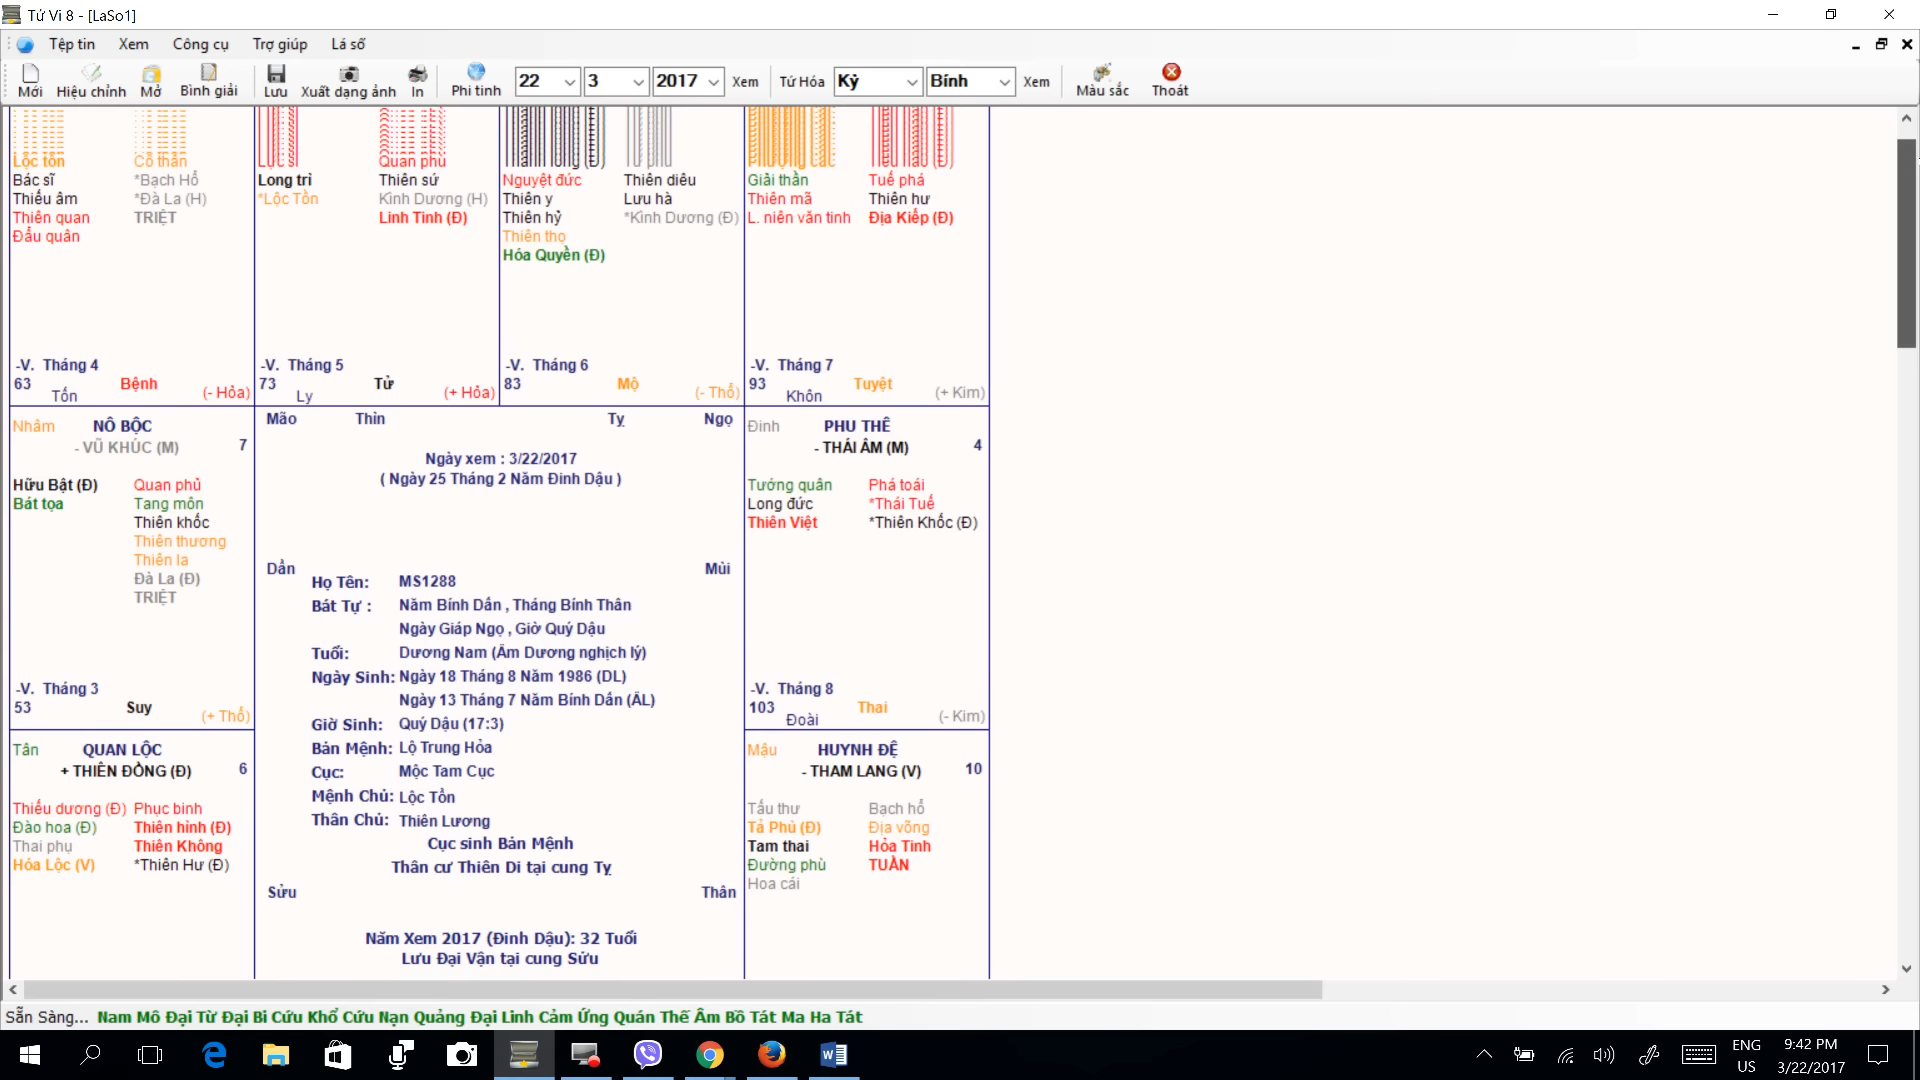 Tử Vi 8 - [LaSo1]
Tệp tin Xem Công cụ Trợ giúp Lá số
Mới Hiệu chỉnh Mở Bình giải Lưu Xuất dạng ảnh In Phi tinh 22 3 2017 Xem Tứ Hóa Kỷ Bính Xem Màu sắc Thoát
Lộc tồn Cô thần
Bác sĩ *Bạch Hổ
Thiếu âm *Đà La (H)
Thiên quan TRIỆT
Đẩu quân
-V. Tháng 4
63 Bệnh (- Hỏa)
Tốn
Lực sĩ Quan phù
Long trì Thiên sứ
*Lộc Tồn Kình Dương (H)
Linh Tinh (Đ)
-V. Tháng 5
73 Tử (+ Hỏa)
Ly
Nguyệt đức Thiên diêu
Thiên y Lưu hà
Thiên hỷ *Kình Dương (Đ)
Thiên thọ
Hóa Quyền (Đ)
-V. Tháng 6
83 Mộ (- Thổ)
Phượng các Tiểu hao (Đ)
Giải thần Tuế phá
Thiên mã Thiên hư
L. niên văn tinh Địa Kiếp (Đ)
-V. Tháng 7
93 Tuyệt (+ Kim)
Khôn
Nhâm NÔ BỘC
- VŨ KHÚC (M) 7
Hữu Bật (Đ) Quan phủ
Bát tọa Tang môn
Thiên khốc
Thiên thương
Thiên la
Đà La (Đ)
TRIỆT
-V. Tháng 3
53 Suy (+ Thổ)
Mão Thìn Tỵ Ngọ
Ngày xem : 3/22/2017
( Ngày 25 Tháng 2 Năm Đinh Dậu )
Dần Mùi
Họ Tên: MS1288
Bát Tự : Năm Bính Dần , Tháng Bính Thân
Ngày Giáp Ngọ , Giờ Quý Dậu
Tuổi: Dương Nam (Âm Dương nghịch lý)
Ngày Sinh: Ngày 18 Tháng 8 Năm 1986 (DL)
Ngày 13 Tháng 7 Năm Bính Dần (ÂL)
Giờ Sinh: Quý Dậu (17:3)
Bản Mệnh: Lộ Trung Hỏa
Cục: Mộc Tam Cục
Mệnh Chủ: Lộc Tồn
Thân Chủ: Thiên Lương
Cục sinh Bản Mệnh
Thân cư Thiên Di tại cung Tỵ
Sửu Thân
Năm Xem 2017 (Đinh Dậu): 32 Tuổi
Lưu Đại Vận tại cung Sửu
Đinh PHU THÊ
- THÁI ÂM (M) 4
Tướng quân Phá toái
Long đức *Thái Tuế
Thiên Việt *Thiên Khốc (Đ)
-V. Tháng 8
103 Thai (- Kim)
Đoài
Tân QUAN LỘC
+ THIÊN ĐỒNG (Đ) 6
Thiếu dương (Đ) Phục binh
Đào hoa (Đ) Thiên hình (Đ)
Thai phụ Thiên Không
Hóa Lộc (V) *Thiên Hư (Đ)
Mậu HUYNH ĐỆ
- THAM LANG (V) 10
Tấu thư Bạch hổ
Tả Phù (Đ) Địa võng
Tam thai Hỏa Tinh
Đường phù TUẦN
Hoa cái
Sẵn Sàng... Nam Mô Đại Từ Đại Bi Cứu Khổ Cứu Nạn Quảng Đại Linh Cảm Ứng Quán Thế Âm Bồ Tát Ma Ha Tát
ENG
US
9:42 PM
3/22/2017